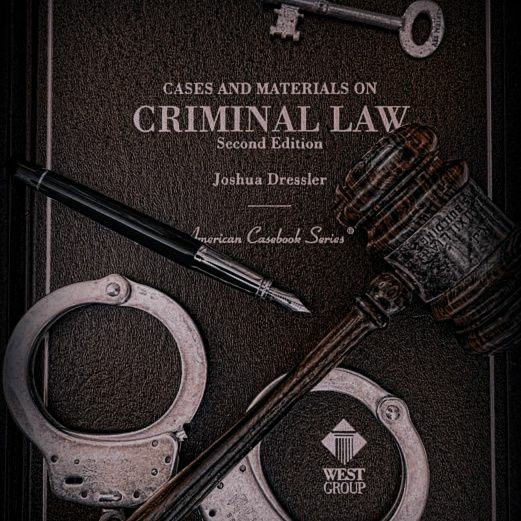 CASES AND MATERIALS ON
CRIMINAL LAW
Second Edition
Joshua Dressler
American Casebook Series®
WEST
GROUP